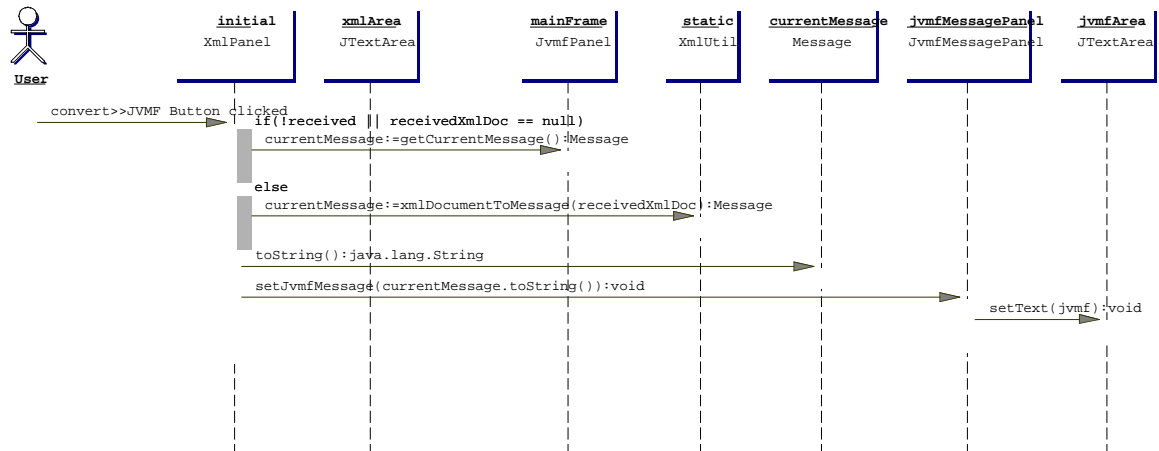 initial xmlArea mainFrame static currentMessage jvmfMessagePanel jvmfArea
XmlPanel JTextArea JvmfPanel XmlUtil Message JvmfMessagePanel JTextArea
User
convert>>JVMF Button clicked
if(!received || receivedXmlDoc == null)
currentMessage:=getCurrentMessage():Message
else
currentMessage:=xmlDocumentToMessage(receivedXmlDoc):Message
toString():java.lang.String
setJvmfMessage(currentMessage.toString()):void
setText(jvmf):void